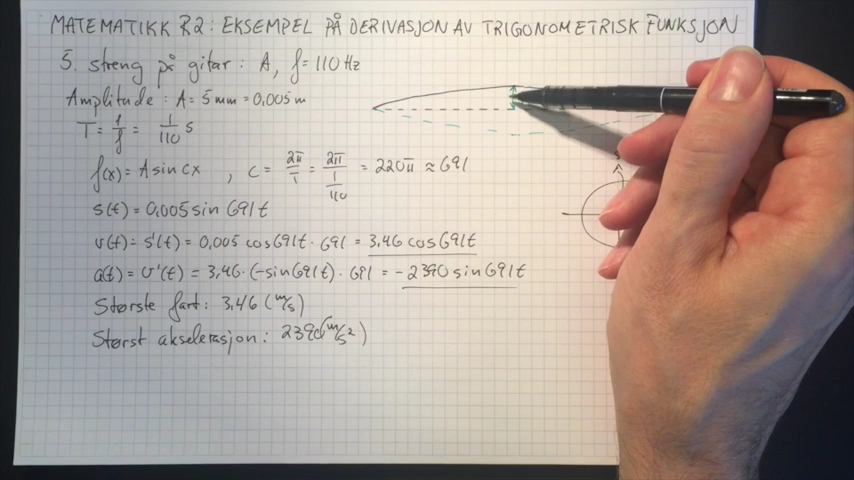 MATEMATIKK R2: EKSEMPEL PÅ DERIVASJON AV TRIGONOMETRISK FUNKSJON
5. streng på gitar: A, f=110 Hz
Amplitude: A = 5 mm = 0,005 m
T = 1/f = 1/110 s
f(x) = A sin cx , c = 2π/T = 2π/(1/110) = 220π ≈ 691
s(t) = 0,005 sin 691t
v(t) = s'(t) = 0,005 cos 691t · 691 = 3,46 cos 691t
a(t) = v'(t) = 3,46·(-sin 691t)· 691 = -2390 sin 691t
Største fart: 3,46 (m/s)
Størst akselerasjon: 2390 (m/s²)